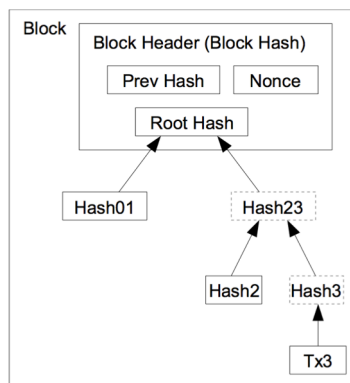 Block
Block Header (Block Hash)
Prev Hash
Nonce
Root Hash
Hash01
Hash23
Hash2
Hash3
Tx3